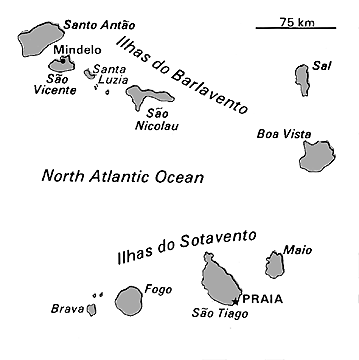 Santo Antão
75 km
Mindelo
Ilhas do Barlavento
Santa
Luzia
Sal
São
Vicente
São
Nicolau
Boa Vista
North Atlantic Ocean
Ilhas do Sotavento
Maio
Fogo
Brava
PRAIA
São Tiago